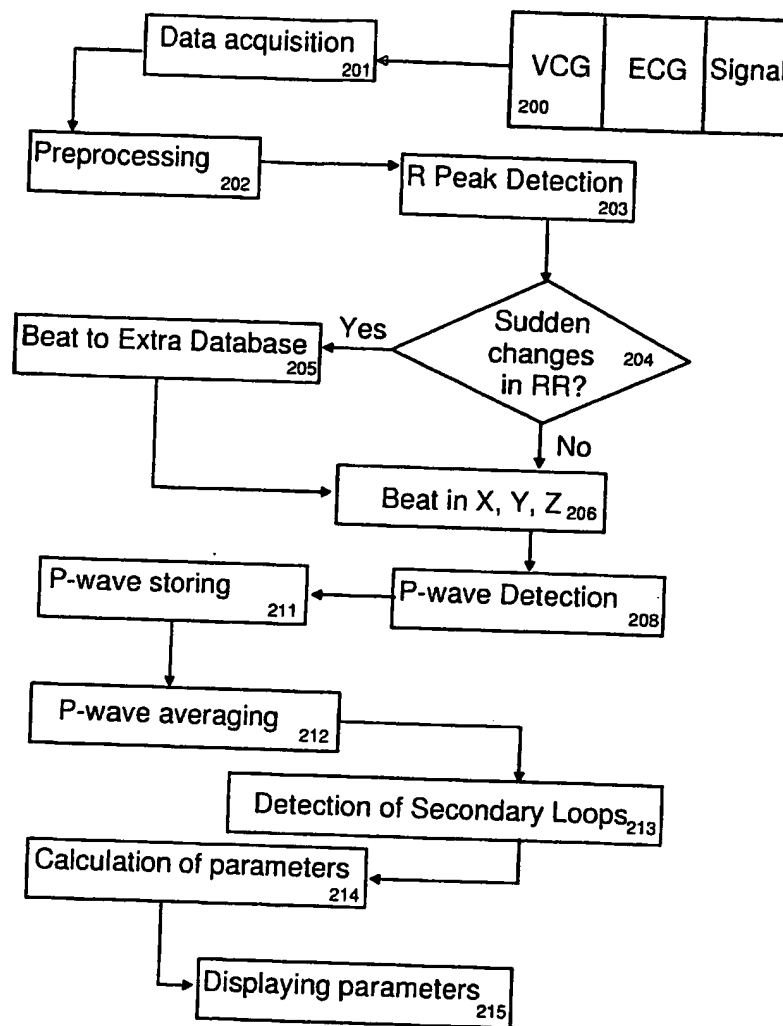 Data acquisition
201
VCG ECG Signal
200
Preprocessing
202
R Peak Detection
203
Sudden
changes
in RR?
204
Yes
Beat to Extra Database
205
No
Beat in X, Y, Z 206
P-wave storing
211
P-wave Detection
208
P-wave averaging
212
Detection of Secondary Loops 213
Calculation of parameters
214
Displaying parameters
215